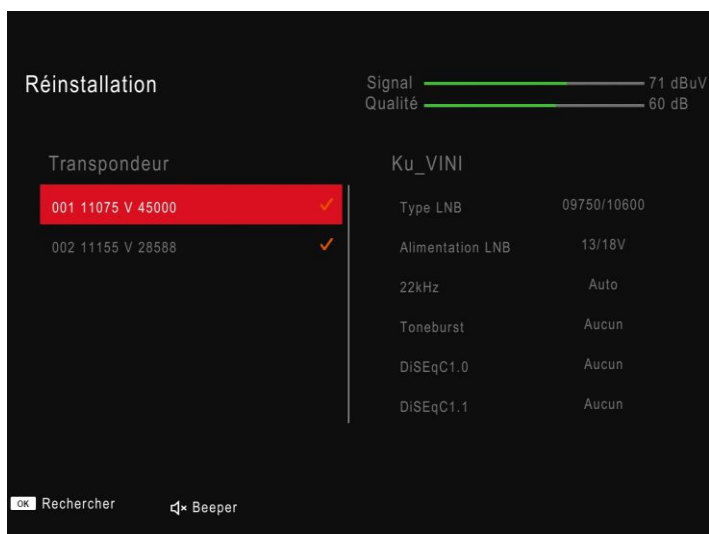 Réinstallation
Signal 71 dBuV
Qualité 60 dB
Transpondeur
001 11075 V 45000
002 11155 V 28588
Ku_VINI
Type LNB 09750/10600
Alimentation LNB 13/18V
22kHz Auto
Toneburst Aucun
DiSEqC1.0 Aucun
DiSEqC1.1 Aucun
OK Rechercher
Beeper